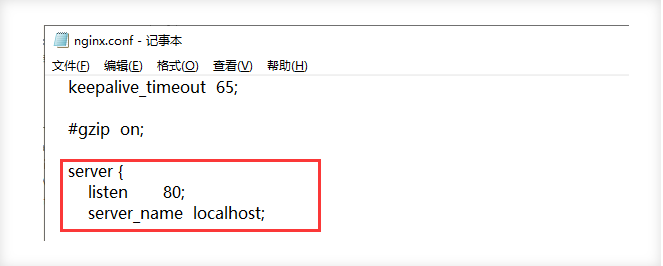 nginx.conf - 记事本
文件(F) 编辑(E) 格式(O) 查看(V) 帮助(H)
keepalive_timeout  65;
#gzip  on;
server {
listen       80;
server_name  localhost;